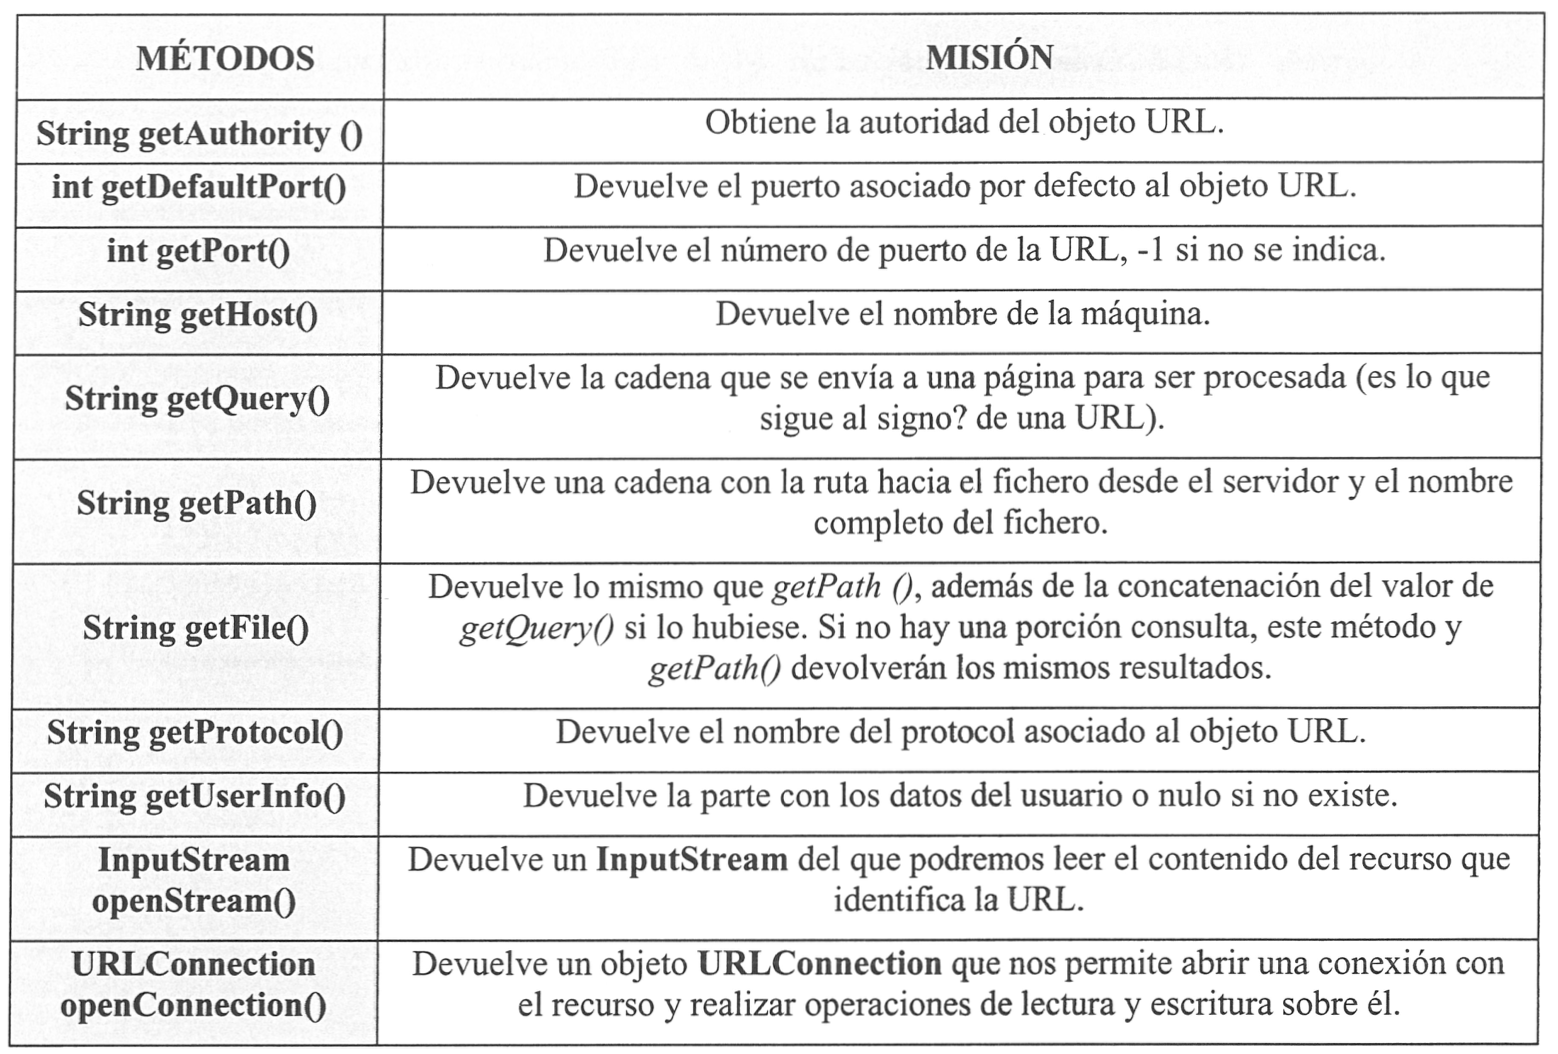 MÉTODOS
MISIÓN
String getAuthority ()
Obtiene la autoridad del objeto URL.
int getDefaultPort()
Devuelve el puerto asociado por defecto al objeto URL.
int getPort()
Devuelve el número de puerto de la URL, -1 si no se indica.
String getHost()
Devuelve el nombre de la máquina.
String getQuery()
Devuelve la cadena que se envía a una página para ser procesada (es lo que
sigue al signo? de una URL).
String getPath()
Devuelve una cadena con la ruta hacia el fichero desde el servidor y el nombre
completo del fichero.
String getFile()
Devuelve lo mismo que getPath (), además de la concatenación del valor de
getQuery() si lo hubiese. Si no hay una porción consulta, este método y
getPath() devolverán los mismos resultados.
String getProtocol()
Devuelve el nombre del protocol asociado al objeto URL.
String getUserInfo()
Devuelve la parte con los datos del usuario o nulo si no existe.
InputStream
openStream()
Devuelve un InputStream del que podremos leer el contenido del recurso que
identifica la URL.
URLConnection
openConnection()
Devuelve un objeto URLConnection que nos permite abrir una conexión con
el recurso y realizar operaciones de lectura y escritura sobre él.